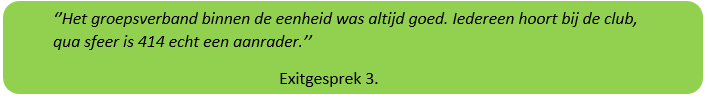 ‘’Het groepsverband binnen de eenheid was altijd goed. Iedereen hoort bij de club,
qua sfeer is 414 echt een aanrader.’’
Exitgesprek 3.